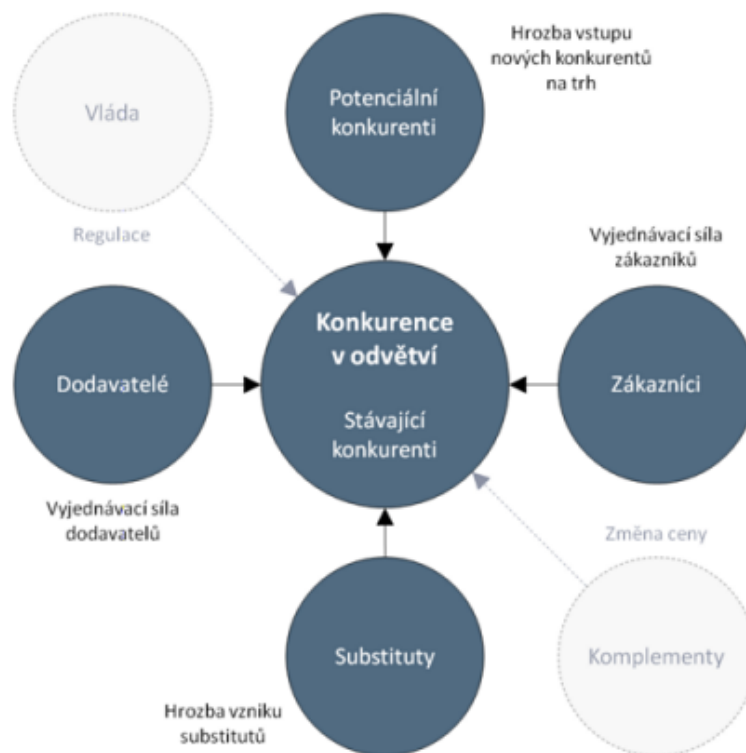 Hrozba vstupu
nových konkurentů
na trh
Vláda
Potenciální
konkurenti
Regulace
Vyjednávací síla
zákazníků
Konkurence
v odvětví
Dodavatelé
Stávající
konkurenti
Zákazníci
Vyjednávací síla
dodavatelů
Změna ceny
Substituty
Komplementy
Hrozba vzniku
substitutů